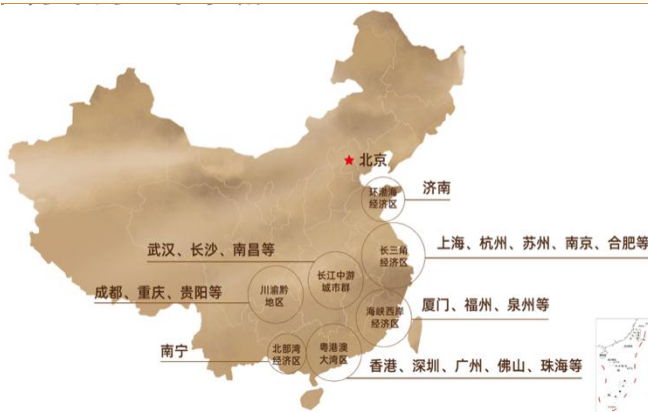 北京
环渤海
经济区
济南
上海、杭州、苏州、南京、合肥等
长三角
经济区
武汉、长沙、南昌等
长江中游
城市群
成都、重庆、贵阳等
川渝黔
地区
厦门、福州、泉州等
海峡西岸
经济区
南宁
北部湾
经济区
粤港澳
大湾区
香港、深圳、广州、佛山、珠海等